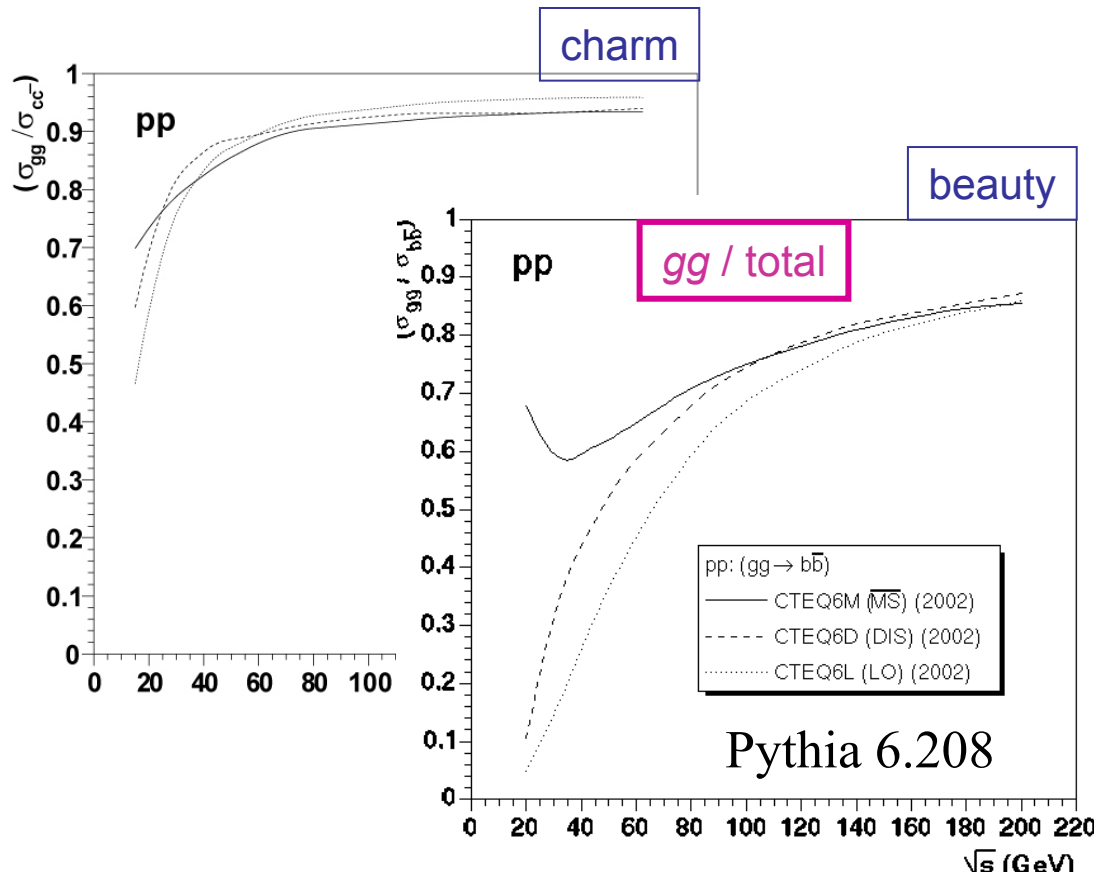 charm
(σgg /σcc̄)
pp
1
0.9
0.8
0.7
0.6
0.5
0.4
0.3
0.2
0.1
0
0 20 40 60 80 100
beauty
gg / total
(σgg / σbb̄)
pp
1
0.9
0.8
0.7
0.6
0.5
0.4
0.3
0.2
0.1
0
pp: (gg→ bb̄)
CTEQ6M (M̅S̅) (2002)
CTEQ6D (DIS) (2002)
CTEQ6L (LO) (2002)
Pythia 6.208
0 20 40 60 80 100 120 140 160 180 200 220
√s (GeV)